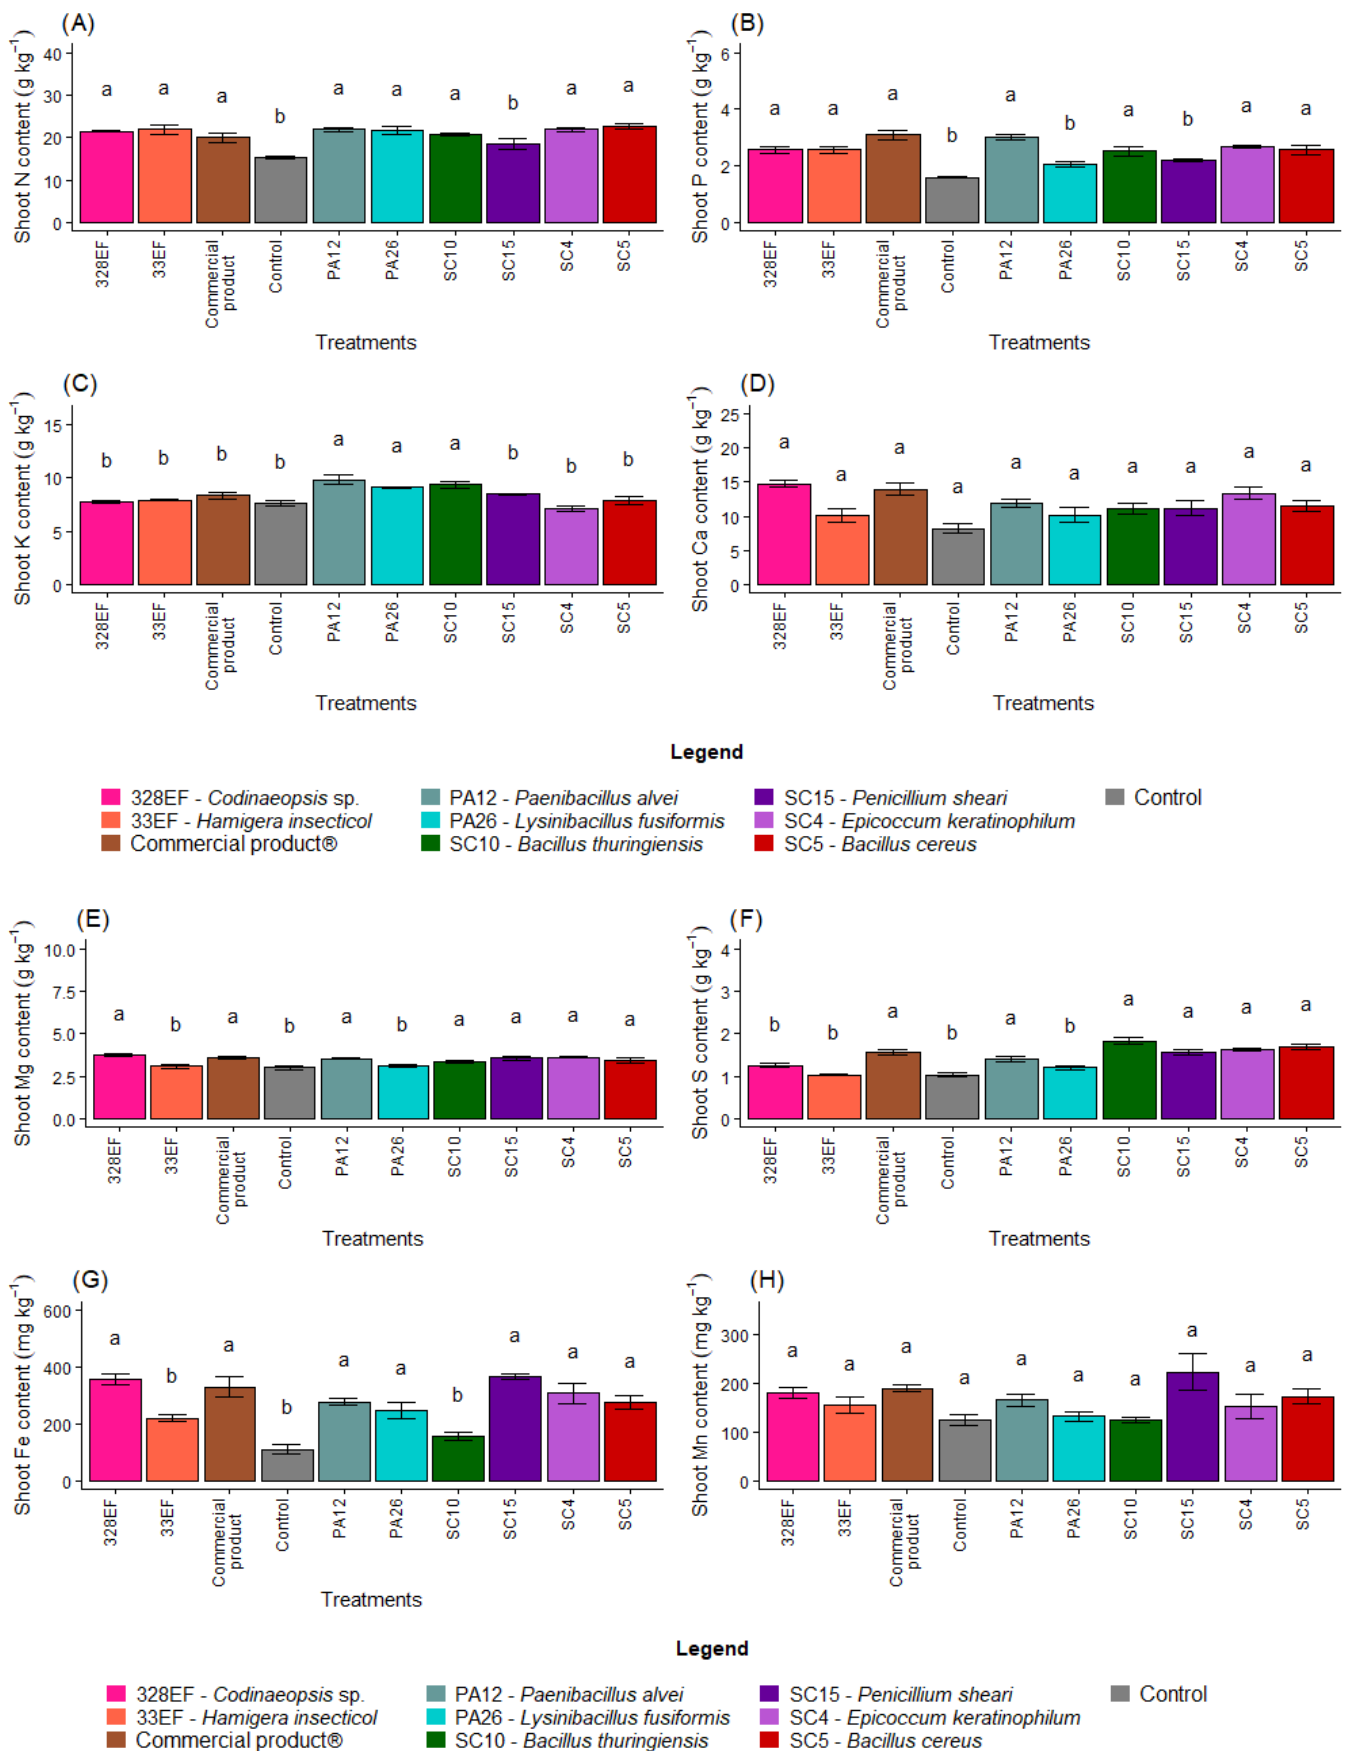 (A)
Shoot N content (g kg⁻¹)
40
30
20
10
0
a a a b a a a b a a
328EF
33EF
Commercial
product
Control
PA12
PA26
SC10
SC15
SC4
SC5
Treatments
(B)
Shoot P content (g kg⁻¹)
6
4
2
0
a a a b a b a b a a
328EF
33EF
Commercial
product
Control
PA12
PA26
SC10
SC15
SC4
SC5
Treatments
(C)
Shoot K content (g kg⁻¹)
15
10
5
0
b b b b a a a b b b
328EF
33EF
Commercial
product
Control
PA12
PA26
SC10
SC15
SC4
SC5
Treatments
(D)
Shoot Ca content (g kg⁻¹)
25
20
15
10
5
0
a a a a a a a a a a
328EF
33EF
Commercial
product
Control
PA12
PA26
SC10
SC15
SC4
SC5
Treatments
Legend
328EF - Codinaeopsis sp.
33EF - Hamigera insecticol
Commercial product®
PA12 - Paenibacillus alvei
PA26 - Lysinibacillus fusiformis
SC10 - Bacillus thuringiensis
SC15 - Penicillium sheari
SC4 - Epicoccum keratinophilum
SC5 - Bacillus cereus
Control
(E)
Shoot Mg content (g kg⁻¹)
10.0
7.5
5.0
2.5
0.0
a b a b a b a a a a
328EF
33EF
Commercial
product
Control
PA12
PA26
SC10
SC15
SC4
SC5
Treatments
(F)
Shoot S content (g kg⁻¹)
4
3
2
1
0
b b a b a b a a a a
328EF
33EF
Commercial
product
Control
PA12
PA26
SC10
SC15
SC4
SC5
Treatments
(G)
Shoot Fe content (mg kg⁻¹)
600
400
200
0
a b a b a a b a a a
328EF
33EF
Commercial
product
Control
PA12
PA26
SC10
SC15
SC4
SC5
Treatments
(H)
Shoot Mn content (mg kg⁻¹)
300
200
100
0
a a a a a a a a a a
328EF
33EF
Commercial
product
Control
PA12
PA26
SC10
SC15
SC4
SC5
Legend
328EF - Codinaeopsis sp.
33EF - Hamigera insecticol
Commercial product®
PA12 - Paenibacillus alvei
PA26 - Lysinibacillus fusiformis
SC10 - Bacillus thuringiensis
SC15 - Penicillium sheari
SC4 - Epicoccum keratinophilum
SC5 - Bacillus cereus
Control